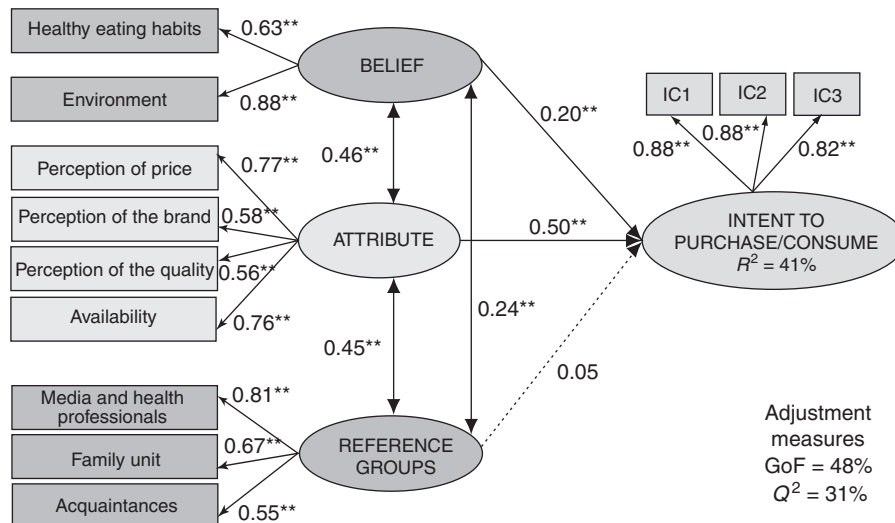 Healthy eating habits
0.63**
BELIEF
Environment
0.88**
0.20**
IC1
IC2
IC3
0.88**
0.88**
0.82**
0.46**
Perception of price
0.77**
Perception of the brand
0.58**
ATTRIBUTE
0.50**
INTENT TO
PURCHASE/CONSUME
R² = 41%
Perception of the quality
0.56**
Availability
0.76**
0.45**
0.24**
0.05
Media and health
professionals
0.81**
Family unit
0.67**
REFERENCE
GROUPS
Acquaintances
0.55**
Adjustment
measures
GoF = 48%
Q² = 31%